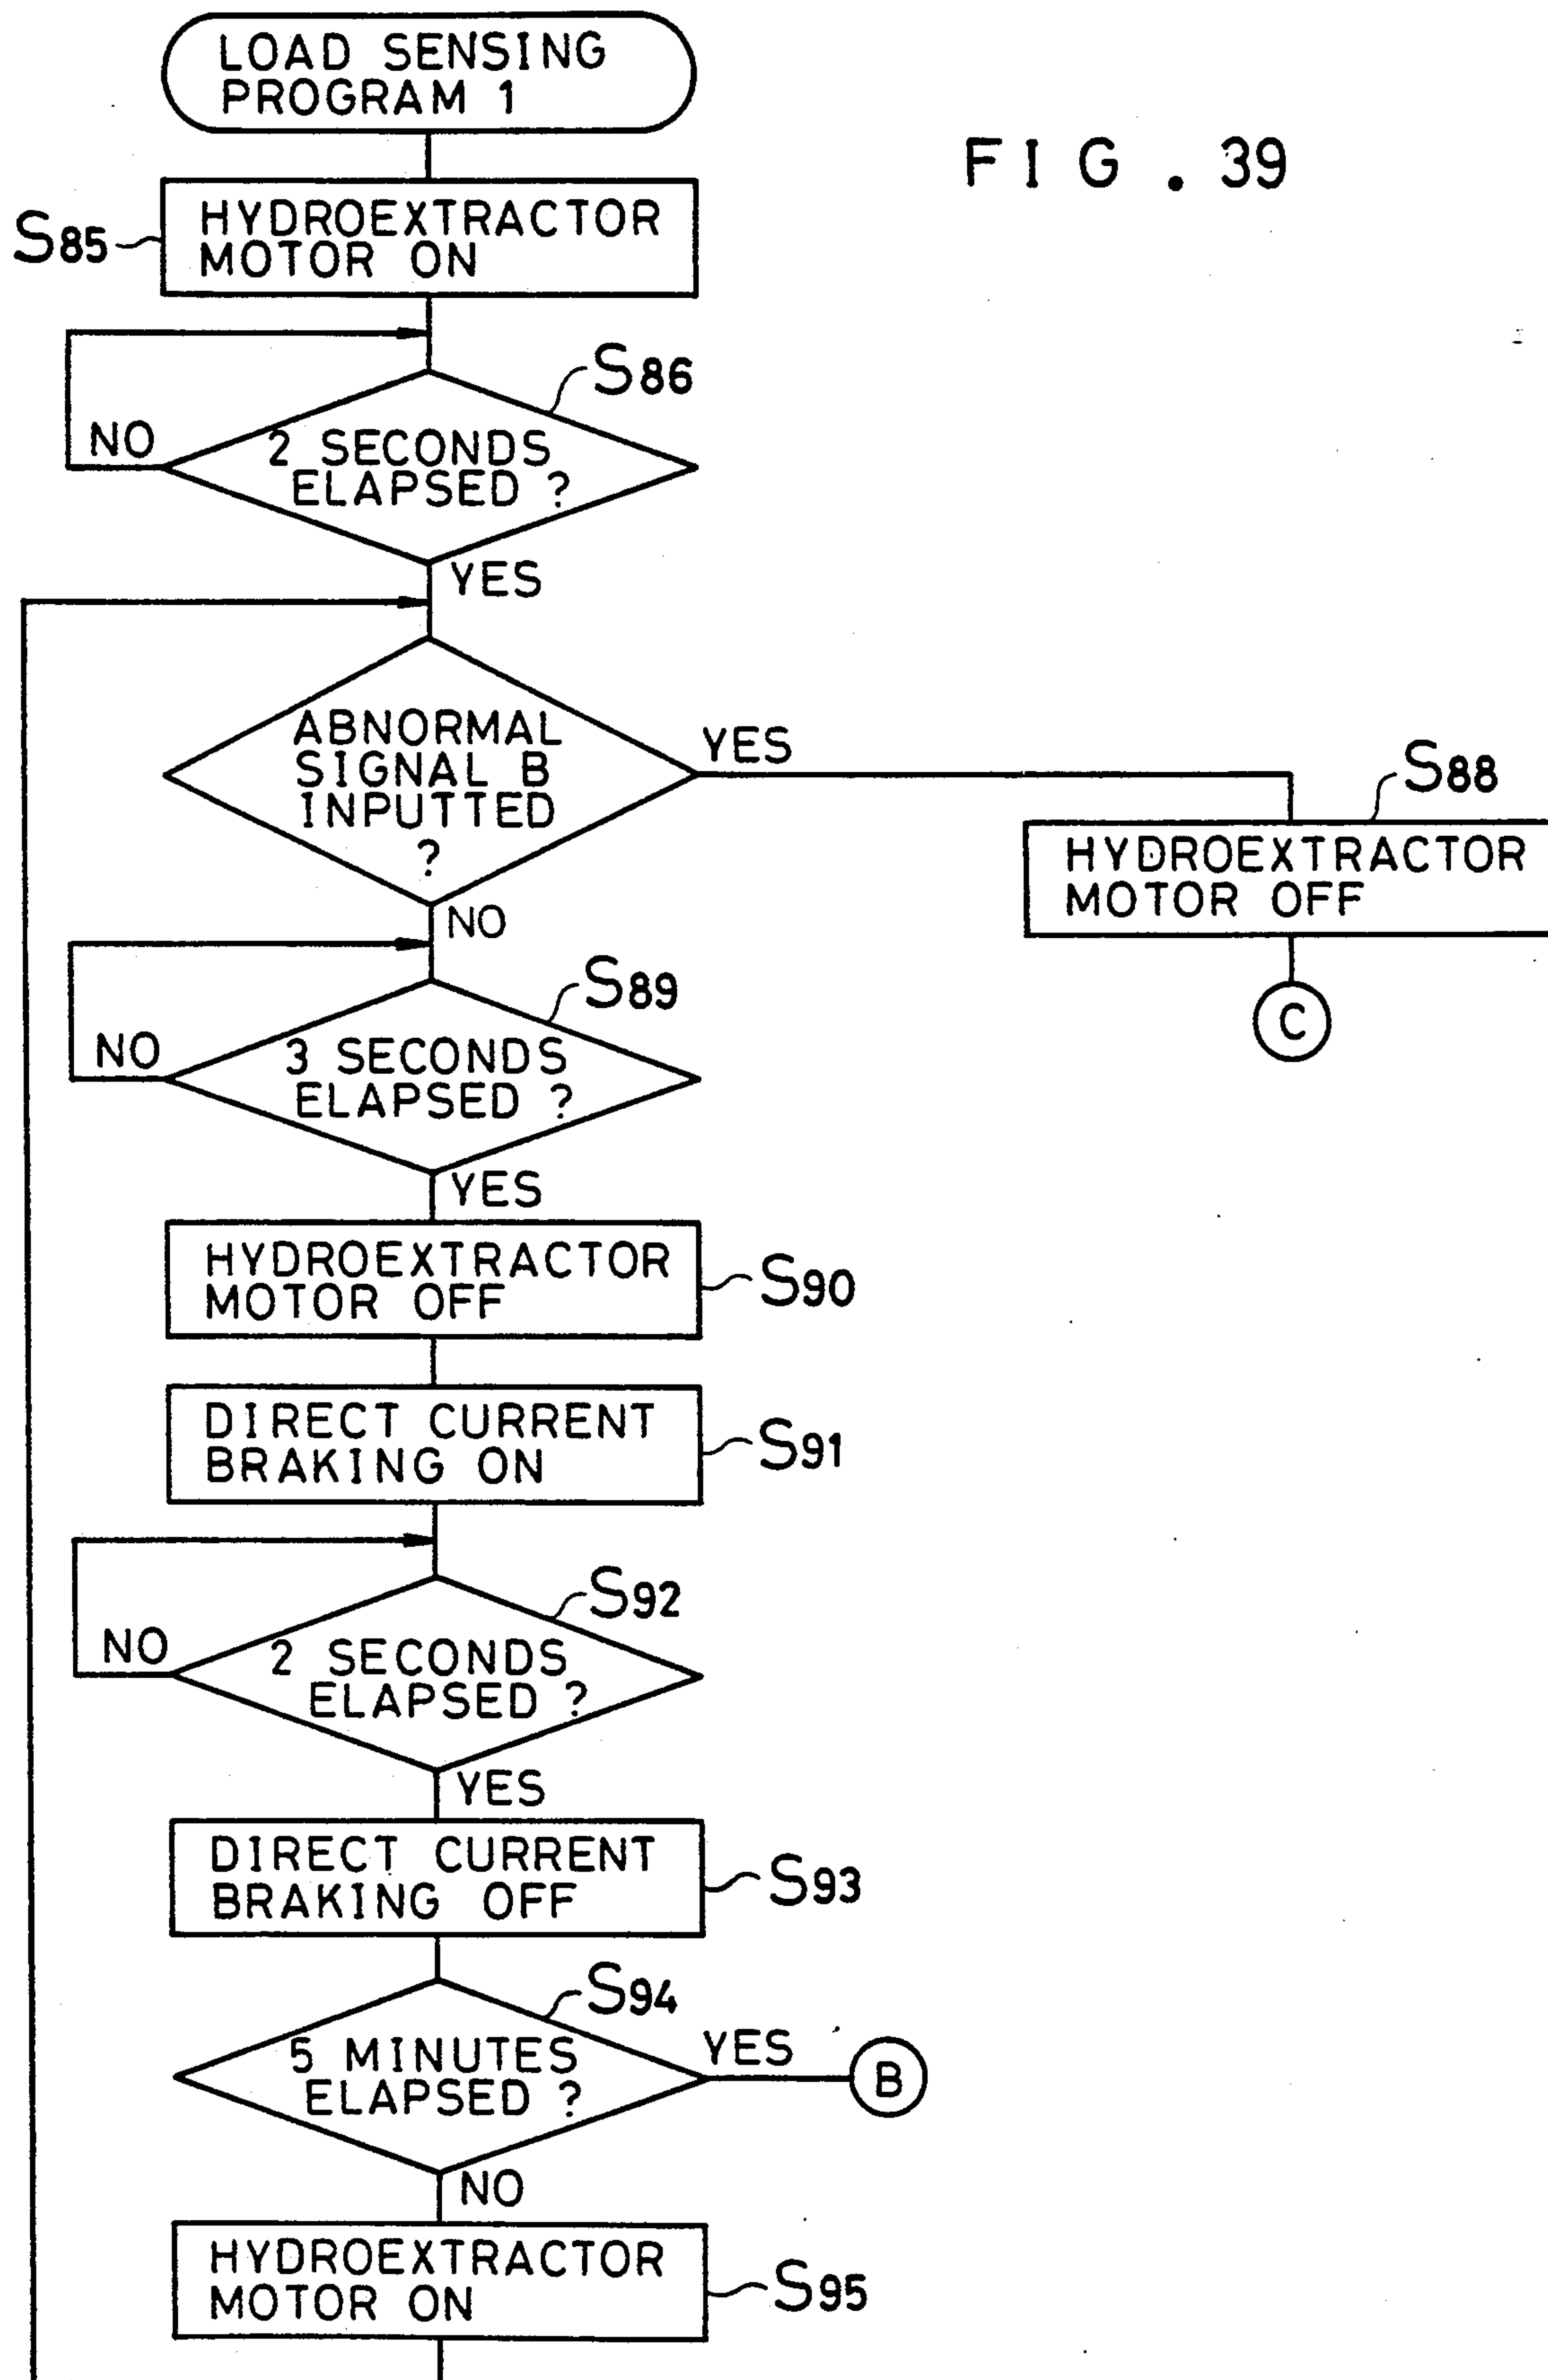 LOAD SENSING
PROGRAM 1
FIG. 39
S85
HYDROEXTRACTOR
MOTOR ON
S86
NO
2 SECONDS
ELAPSED ?
YES
ABNORMAL
SIGNAL B
INPUTTED
?
YES
S88
HYDROEXTRACTOR
MOTOR OFF
C
NO
S89
NO
3 SECONDS
ELAPSED ?
YES
HYDROEXTRACTOR
MOTOR OFF
S90
DIRECT CURRENT
BRAKING ON
S91
S92
NO
2 SECONDS
ELAPSED ?
YES
DIRECT CURRENT
BRAKING OFF
S93
S94
5 MINUTES
ELAPSED ?
YES
B
NO
HYDROEXTRACTOR
MOTOR ON
S95